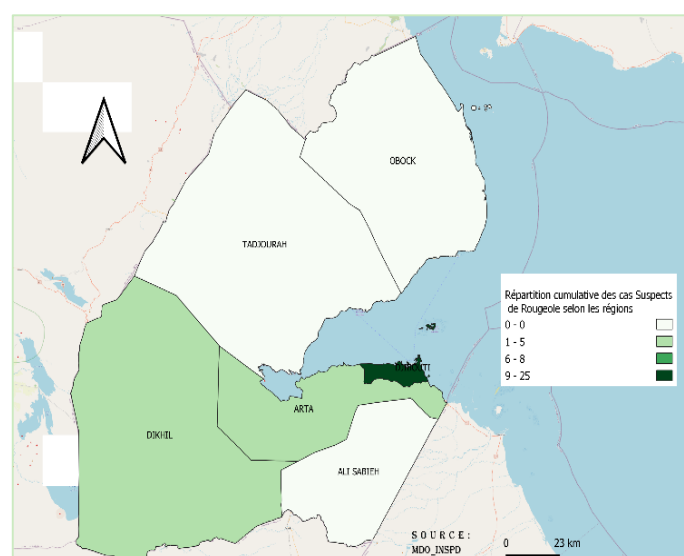 OBOCK
TADJOURAH
Répartition cumulative des cas Suspects
de Rougeole selon les régions
0 - 0
1 - 5
6 - 8
9 - 25
DJIBOUTI
ARTA
DIKHIL
ALI SABIEH
SOURCE:
MDO_INSPD
0 23 km